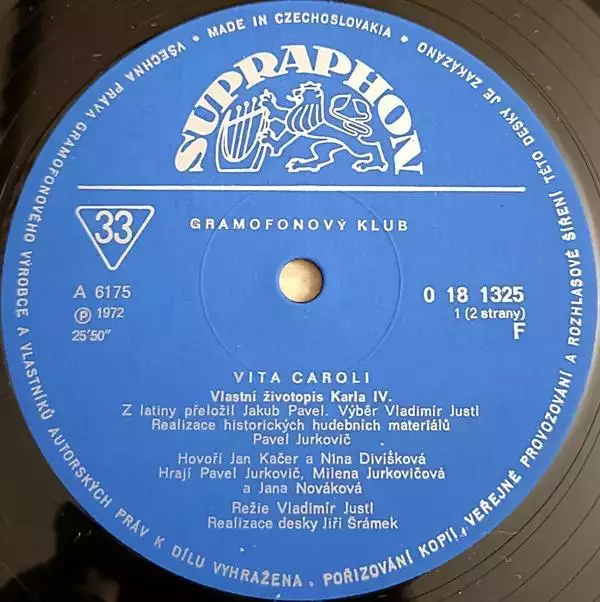 VŠECHNA PRÁVA GRAMOFONOVÉHO VÝROBCE A VLASTNÍKŮ AUTORSKÝCH PRÁV K DÍLU VYHRAŽENA. POŘIZOVÁNÍ KOPIÍ, VEŘEJNÉ PROVOZOVÁNÍ A ROZHLASOVÉ ŠÍŘENÍ TÉTO DESKY JE ZAKÁZÁNO • MADE IN CZECHOSLOVAKIA •
SUPRAPHON
33
GRAMOFONOVÝ KLUB
A 6175
Ⓟ 1972
25'50"
0 18 1325
1 (2 strany)
F
VITA CAROLI
Vlastní životopis Karla IV.
Z latiny přeložil Jakub Pavel. Výběr Vladimír Justl
Realizace historických hudebních materiálů
Pavel Jurkovič
Hovoří Jan Kačer a Nina Divíšková
Hrají Pavel Jurkovič, Milena Jurkovičová
a Jana Nováková
Režie Vladimír Justl
Realizace desky Jiří Šrámek